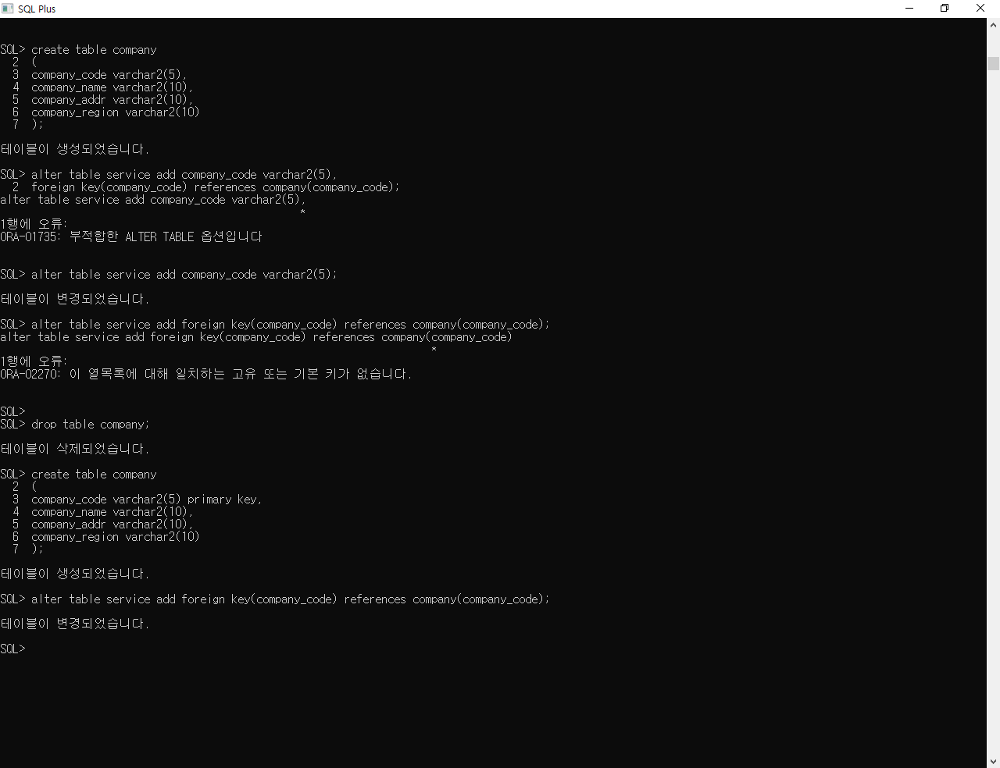 SQL Plus
SQL> create table company
2 (
3 company_code varchar2(5),
4 company_name varchar2(10),
5 company_addr varchar2(10),
6 company_region varchar2(10)
7 );
테이블이 생성되었습니다.
SQL> alter table service add company_code varchar2(5),
2 foreign key(company_code) references company(company_code);
alter table service add company_code varchar2(5),
*
1행에 오류:
ORA-01735: 부적합한 ALTER TABLE 옵션입니다
SQL> alter table service add company_code varchar2(5);
테이블이 변경되었습니다.
SQL> alter table service add foreign key(company_code) references company(company_code);
alter table service add foreign key(company_code) references company(company_code)
*
1행에 오류:
ORA-02270: 이 열목록에 대해 일치하는 고유 또는 기본 키가 없습니다.
SQL>
SQL> drop table company;
테이블이 삭제되었습니다.
SQL> create table company
2 (
3 company_code varchar2(5) primary key,
4 company_name varchar2(10),
5 company_addr varchar2(10),
6 company_region varchar2(10)
7 );
테이블이 생성되었습니다.
SQL> alter table service add foreign key(company_code) references company(company_code);
테이블이 변경되었습니다.
SQL>